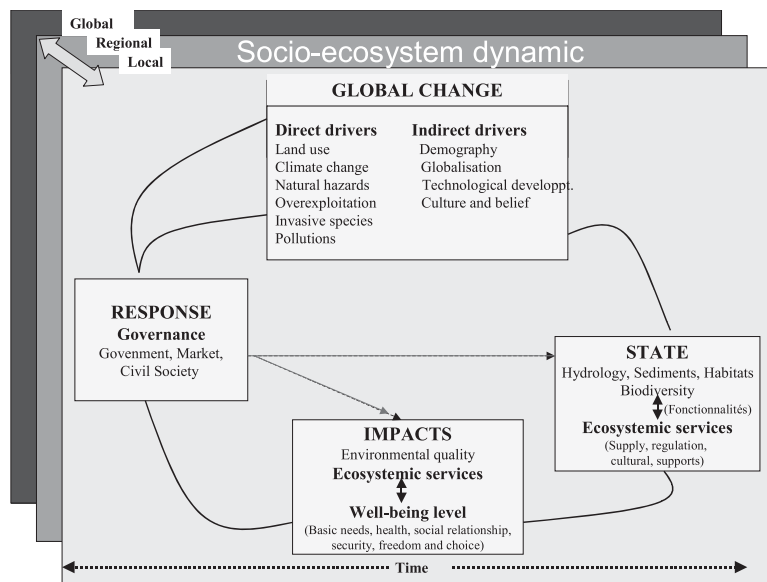 Global
Regional
Local
Socio-ecosystem dynamic
GLOBAL CHANGE
Direct drivers
Land use
Climate change
Natural hazards
Overexploitation
Invasive species
Pollutions
Indirect drivers
Demography
Globalisation
Technological developpt.
Culture and belief
RESPONSE
Governance
Govenment, Market,
Civil Society
STATE
Hydrology, Sediments, Habitats
Biodiversity
(Fonctionnalités)
Ecosystemic services
(Supply, regulation,
cultural, supports)
IMPACTS
Environmental quality
Ecosystemic services
Well-being level
(Basic needs, health, social relationship,
security, freedom and choice)
Time